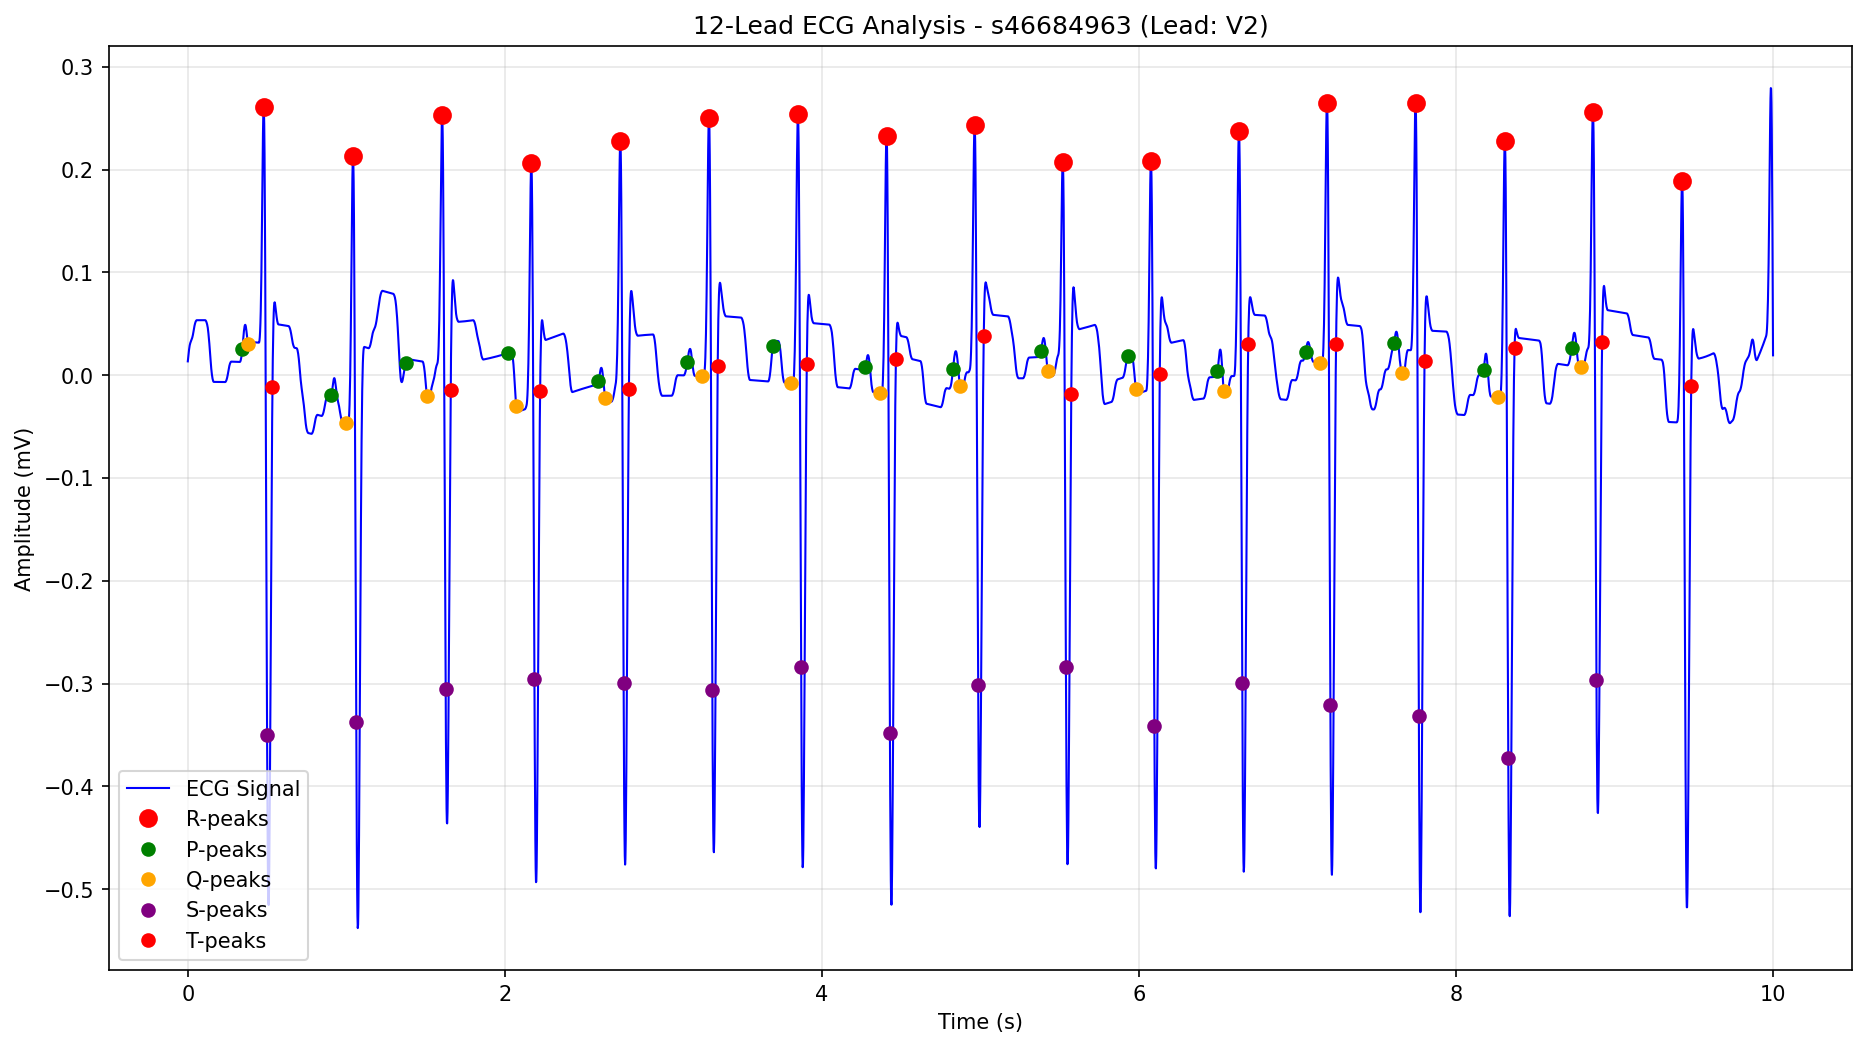 12-Lead ECG Analysis - s46684963 (Lead: V2)
0.3
0.2
0.1
0.0
−0.1
−0.2
−0.3
−0.4
−0.5
Amplitude (mV)
ECG Signal
R-peaks
P-peaks
Q-peaks
S-peaks
T-peaks
0 2 4 6 8 10
Time (s)